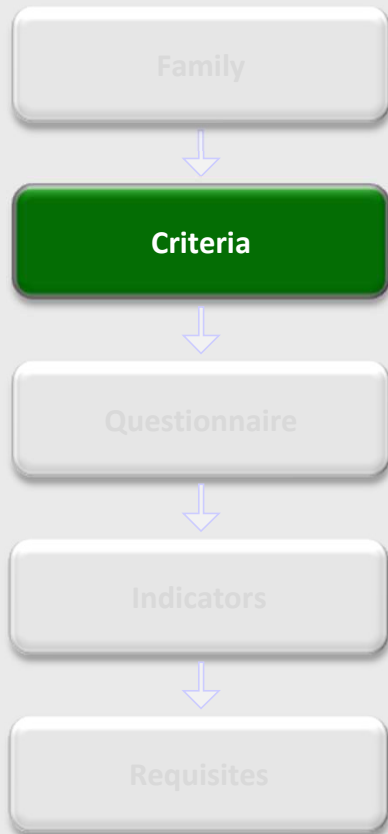 Family
Criteria
Questionnaire
Indicators
Requisites